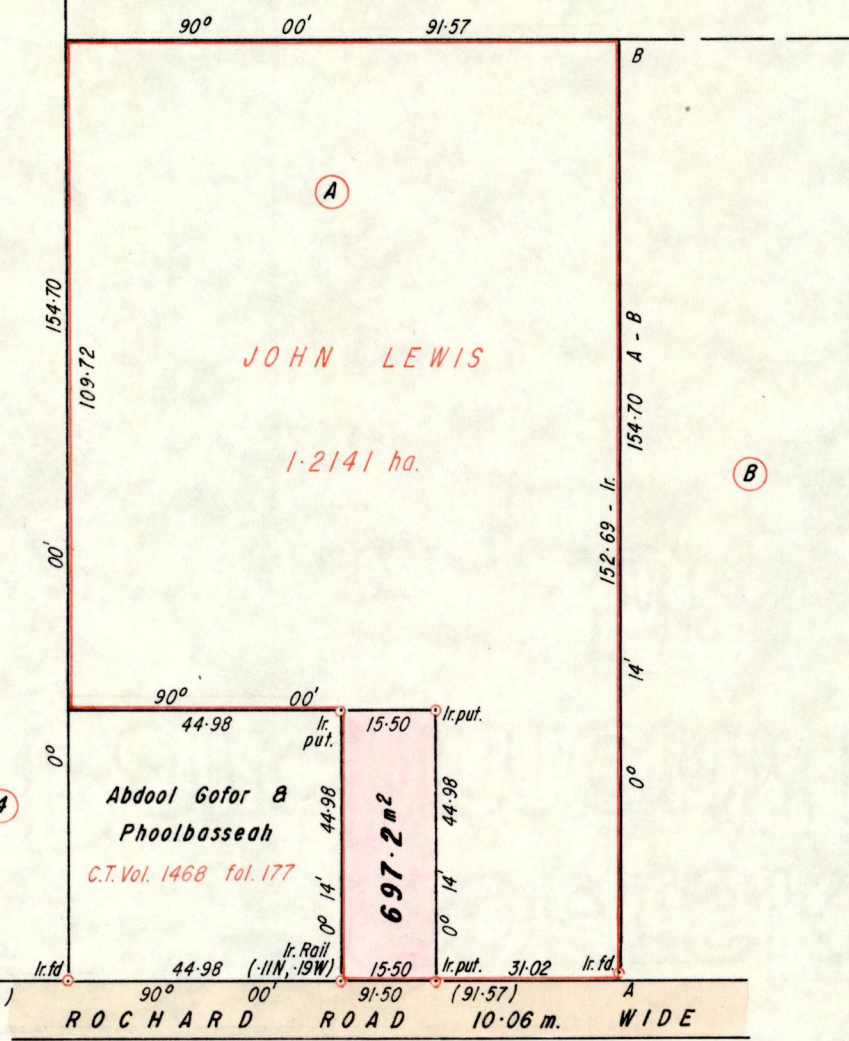 90° 00' 91·57
B
A
154·70
109·72
JOHN LEWIS
1·2141 ha.
154·70 A - B
152·69 - Ir.
B
00'
14'
0°
0°
90° 00'
44·98
Ir. put.
15·50
Ir. put.
Abdool Gofor &
Phoolbasseah
C.T. Vol. 1468 fol. 177
44·98
0° 14'
697·2 m²
44·98
0° 14'
4
Ir. fd
44·98
Ir. Rail
(·11N, ·19W)
15·50
Ir. put.
31·02
Ir. fd.
)
90° 00'
91·50
(91·57)
A
ROCHARD ROAD 10·06 m. WIDE